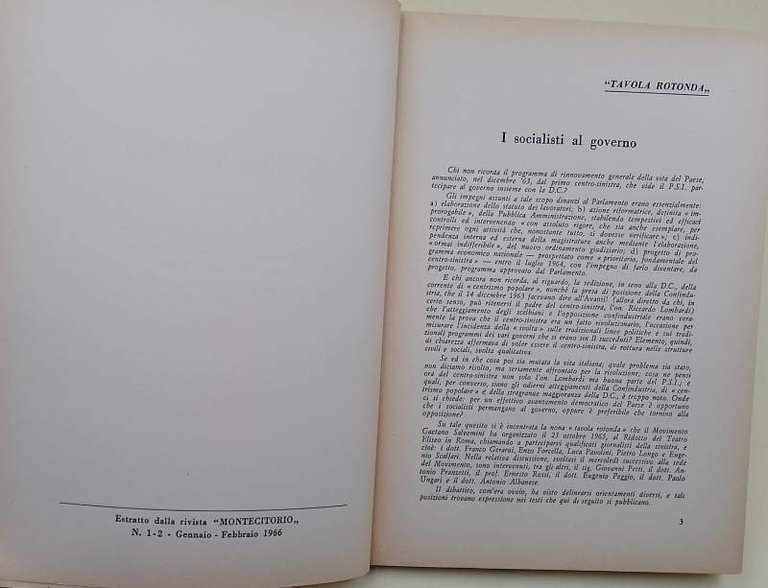 Estratto dalla rivista "MONTECITORIO„
N. 1-2 - Gennaio - Febbraio 1966
"TAVOLA ROTONDA„
I socialisti al governo
Chi non ricorda il programma di rinnovamento generale della vita del Paese,
annunciato, nel dicembre '63, dal primo centro-sinistra, che vide il P.S.I. par-
tecipare al governo insieme con la D.C.?
Gli impegni assunti a tale scopo dinanzi al Parlamento erano essenzialmente:
a) elaborazione dello statuto dei lavoratori; b) azione riformatrice, definita « im-
prorogabile », della Pubblica Amministrazione, stabilendo tempestivi ed efficaci
controlli ed intervenendo « con assoluto rigore, che sia anche esemplare, per
reprimere ogni attività che, nonostante tutto, si dovesse verificare »; c) indi-
pendenza interna ed esterna della magistratura anche mediante l'elaborazione,
« ormai indifferibile », del nuovo ordinamento giudiziario; d) progetto di pro-
gramma economico nazionale — prospettato come « prioritario, fondamentale del
centro-sinistra » — entro il luglio 1964, con l'impegno di farlo diventare, da
progetto, programma approvato dal Parlamento.
E chi ancora non ricorda, al riguardo, la sedizione, in seno alla D.C., della
corrente di « centrismo popolare », nonché la presa di posizione della Confindu-
stria, che il 14 dicembre 1963 facevano dire all'Avanti! (allora diretto da chi, in
certo senso, può ritenersi il padre del centro-sinistra, l'on. Riccardo Lombardi)
che l'atteggiamento degli scelbiani e l'opposizione confindustriale erano vera-
mente la prova che il centro-sinistra era un fatto rivoluzionario, l'occasione per
misurare l'incidenza della « svolta » sulle tradizionali linee politiche e sui tradi-
zionali programmi dei vari governi che si erano sin lì succeduti? Elemento, quindi,
di chiarezza affermava di voler essere il centro-sinistra, di rottura nelle strutture
civili e sociali, svolta qualitativa.
Se ed in che cosa poi sia mutata la vita italiana; quale problema sia stato,
non diciamo risolto, ma seriamente affrontato per la risoluzione; cosa ne pensi
ora del centro-sinistra non solo l'on. Lombardi ma buona parte del P.S.I.; e
quali, per converso, siano gli odierni atteggiamenti della Confindustria, di « cen-
trismo popolare » e della stragrande maggioranza della D.C., è troppo noto. Onde
ci si chiede: per un effettivo avanzamento democratico del Paese è opportuno
che i socialisti permangano al governo, oppure è preferibile che tornino alla
opposizione?
Su tale quesito si è incentrata la nona « tavola rotonda » che il Movimento
Gaetano Salvemini ha organizzato il 23 ottobre 1965, al Ridotto del Teatro
Eliseo in Roma, chiamando a parteciparvi qualificati giornalisti della sinistra, e
cioè: i dott. Franco Gerardi, Enzo Forcella, Luca Pavolini, Pietro Longo e Euge-
nio Scalfari. Nella relativa discussione, svoltasi il mercoledì successivo alla sede
del Movimento, sono intervenuti, tra gli altri, il sig. Giovanni Petti, il dott. An-
tonio Franzetti, il prof. Ernesto Rossi, il dott. Eugenio Peggio, il dott. Paolo
Ungari e il dott. Antonio Albanese.
Il dibattito, com'era ovvio, ha visto delinearsi orientamenti diversi, e tali
posizioni trovano espressione nei testi che qui di seguito si pubblicano.
3